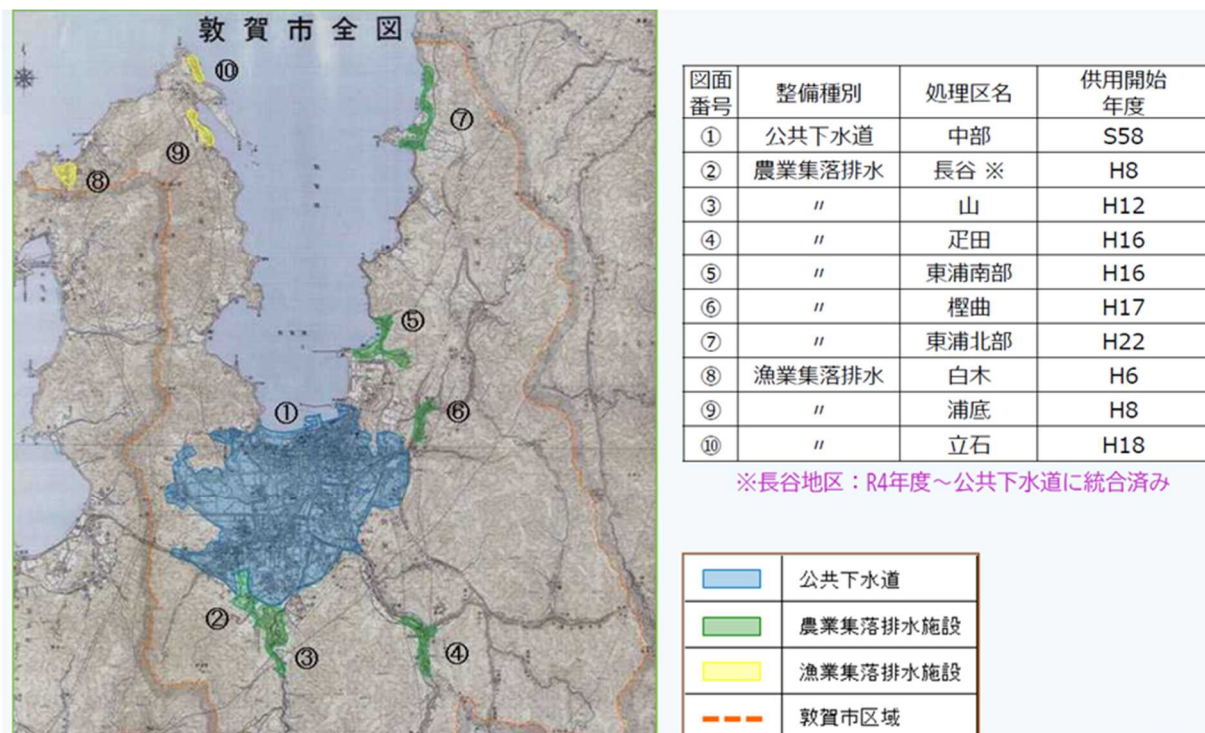 敦賀市全図
⑩
⑦
⑨
⑧
⑤
①
⑥
②
③
④
図面番号 整備種別 処理区名 供用開始年度
① 公共下水道 中部 S58
② 農業集落排水 長谷 ※ H8
③ 〃 山 H12
④ 〃 疋田 H16
⑤ 〃 東浦南部 H16
⑥ 〃 樫曲 H17
⑦ 〃 東浦北部 H22
⑧ 漁業集落排水 白木 H6
⑨ 〃 浦底 H8
⑩ 〃 立石 H18
※長谷地区：R4年度～公共下水道に統合済み
公共下水道
農業集落排水施設
漁業集落排水施設
敦賀市区域